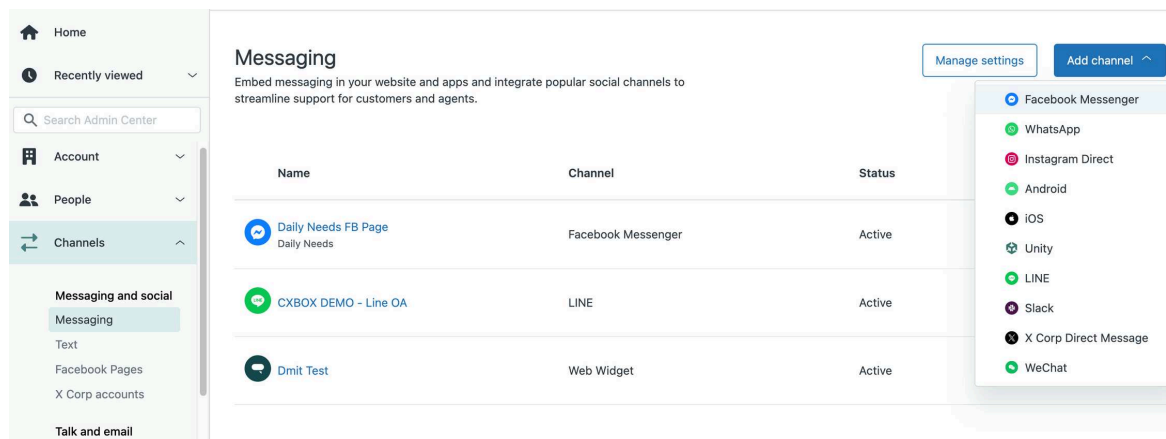 Home
Recently viewed
Search Admin Center
Account
People
Channels
Messaging and social
Messaging
Text
Facebook Pages
X Corp accounts
Talk and email
Messaging
Embed messaging in your website and apps and integrate popular social channels to
streamline support for customers and agents.
Manage settings
Add channel
Facebook Messenger
WhatsApp
Instagram Direct
Android
iOS
Unity
LINE
Slack
X Corp Direct Message
WeChat
Name Channel Status
Daily Needs FB Page
Daily Needs
Facebook Messenger Active
CXBOX DEMO - Line OA LINE Active
Dmit Test Web Widget Active